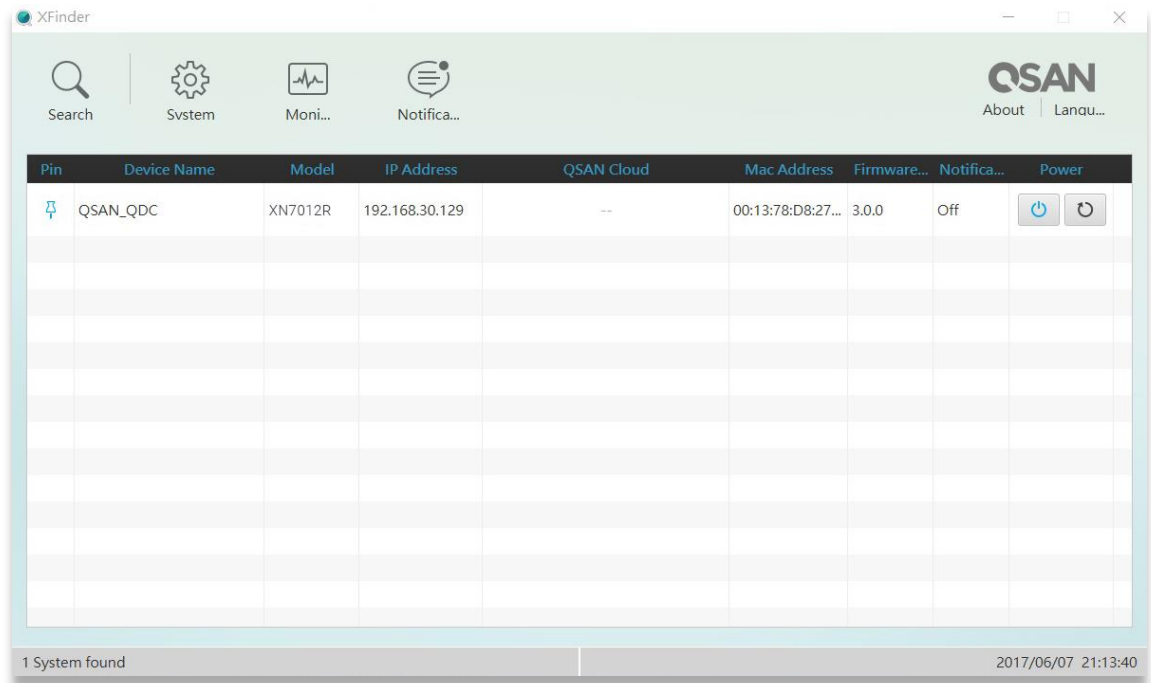 XFinder
Search System Moni... Notifica...
QSAN
About Langu...
Pin Device Name Model IP Address QSAN Cloud Mac Address Firmware... Notifica... Power
QSAN_QDC XN7012R 192.168.30.129 -- 00:13:78:D8:27... 3.0.0 Off
1 System found 2017/06/07 21:13:40